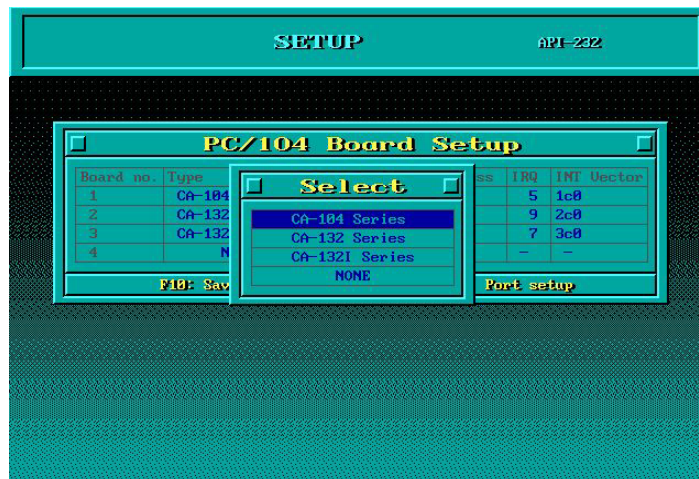 SETUP API-232
PC/104 Board Setup
Board no. Type ss IRQ INT Vector
1 CA-104 5 1c0
2 CA-132 9 2c0
3 CA-132 7 3c0
4 N - -
F10: Sav Port setup
Select
CA-104 Series
CA-132 Series
CA-132I Series
NONE